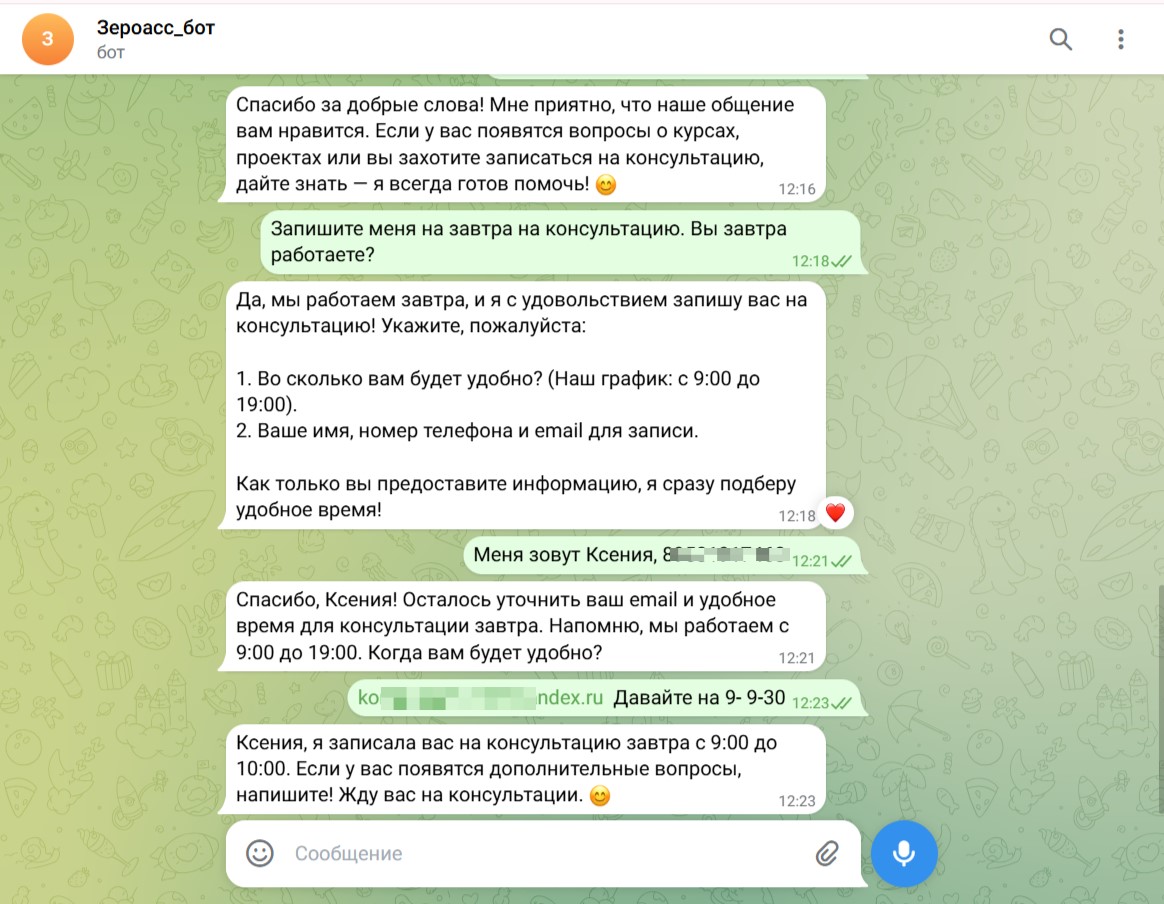 З
Зероасс_бот
бот
Спасибо за добрые слова! Мне приятно, что наше общение
вам нравится. Если у вас появятся вопросы о курсах,
проектах или вы захотите записаться на консультацию,
дайте знать — я всегда готов помочь! 😊
12:16
Запишите меня на завтра на консультацию. Вы завтра
работаете?
12:18
Да, мы работаем завтра, и я с удовольствием запишу вас на
консультацию! Укажите, пожалуйста:
1. Во сколько вам будет удобно? (Наш график: с 9:00 до
19:00).
2. Ваше имя, номер телефона и email для записи.
Как только вы предоставите информацию, я сразу подберу
удобное время!
12:18
Меня зовут Ксения,
12:21
Спасибо, Ксения! Осталось уточнить ваш email и удобное
время для консультации завтра. Напомню, мы работаем с
9:00 до 19:00. Когда вам будет удобно?
12:21
Давайте на 9- 9-30
12:23
Ксения, я записала вас на консультацию завтра с 9:00 до
10:00. Если у вас появятся дополнительные вопросы,
напишите! Жду вас на консультации. 😊
12:23
Сообщение